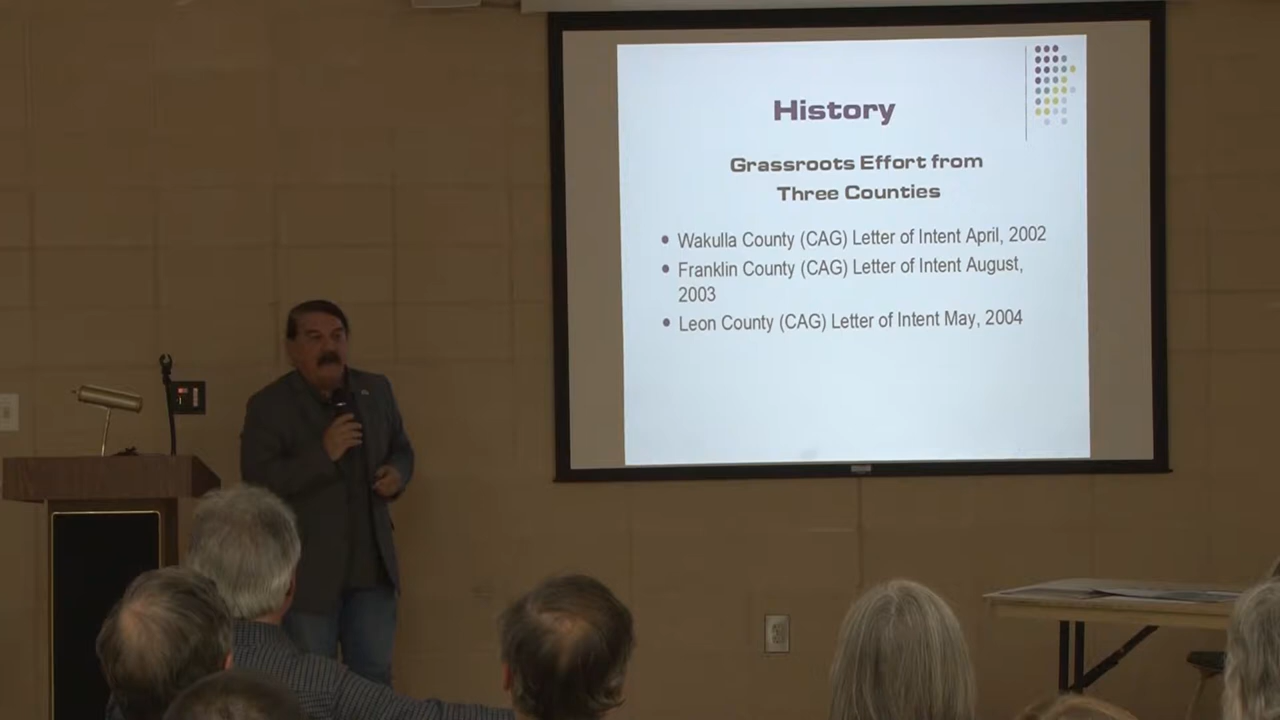 History
Grassroots Effort from
Three Counties
• Wakulla County (CAG) Letter of Intent April, 2002
• Franklin County (CAG) Letter of Intent August,
2003
• Leon County (CAG) Letter of Intent May, 2004